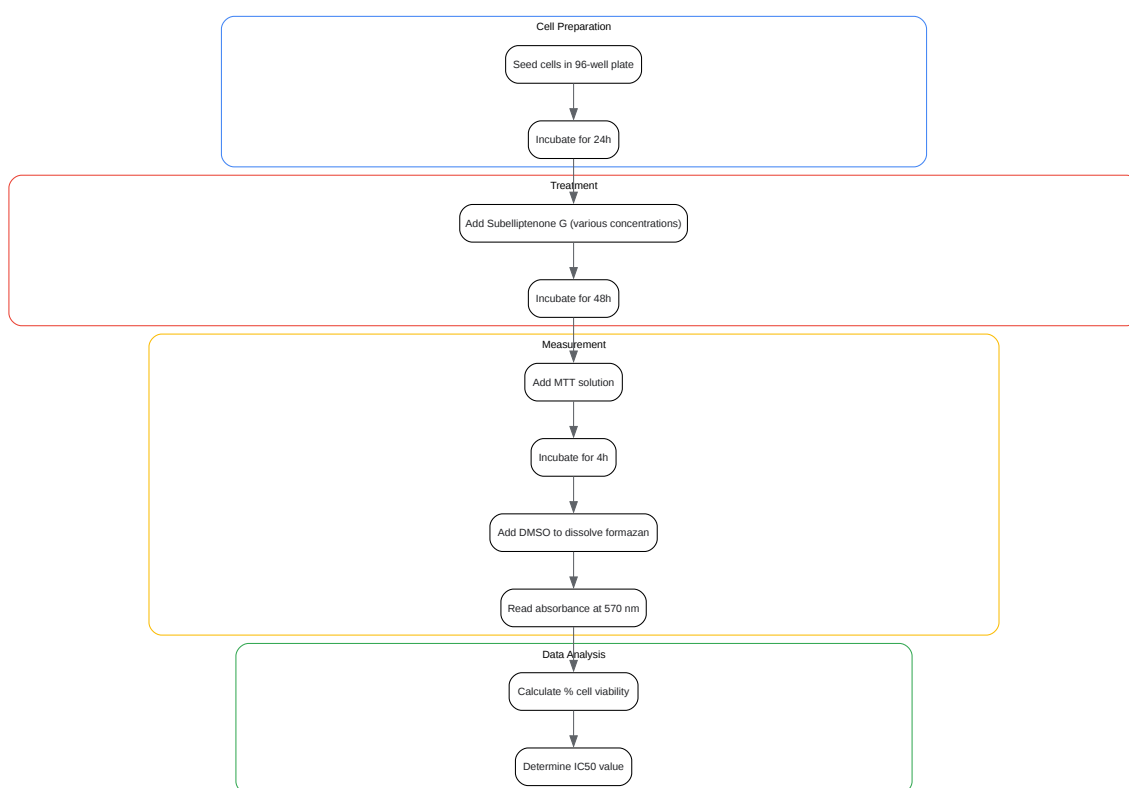 Cell Preparation
Seed cells in 96-well plate
Incubate for 24h
Treatment
Add Subelliptenone G (various concentrations)
Incubate for 48h
Measurement
Add MTT solution
Incubate for 4h
Add DMSO to dissolve formazan
Read absorbance at 570 nm
Data Analysis
Calculate % cell viability
Determine IC50 value